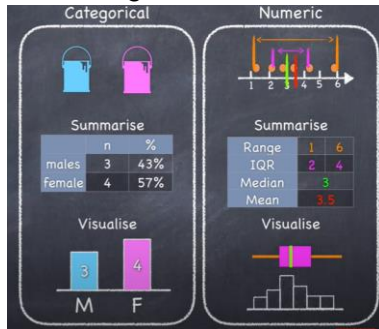 Categorical
Summarise
n %
males 3 43%
female 4 57%
Visualise
3 4
M F
Numeric
1 2 3 4 5 6
Summarise
Range 1 6
IQR 2 4
Median 3
Mean 3.5
Visualise